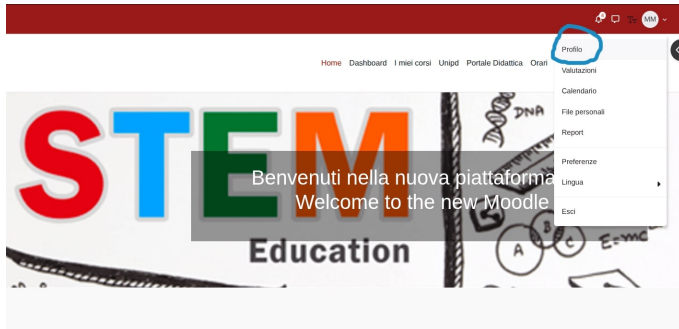 MM
Profilo
Home Dashboard I miei corsi Unipd Portale Didattica Orari
Valutazioni
Calendario
File personali
Report
Preferenze
Lingua
Esci
STEM
DNA
Benvenuti nella nuova piattaforma
Welcome to the new Moodle
Education
A
B
C
E=mc